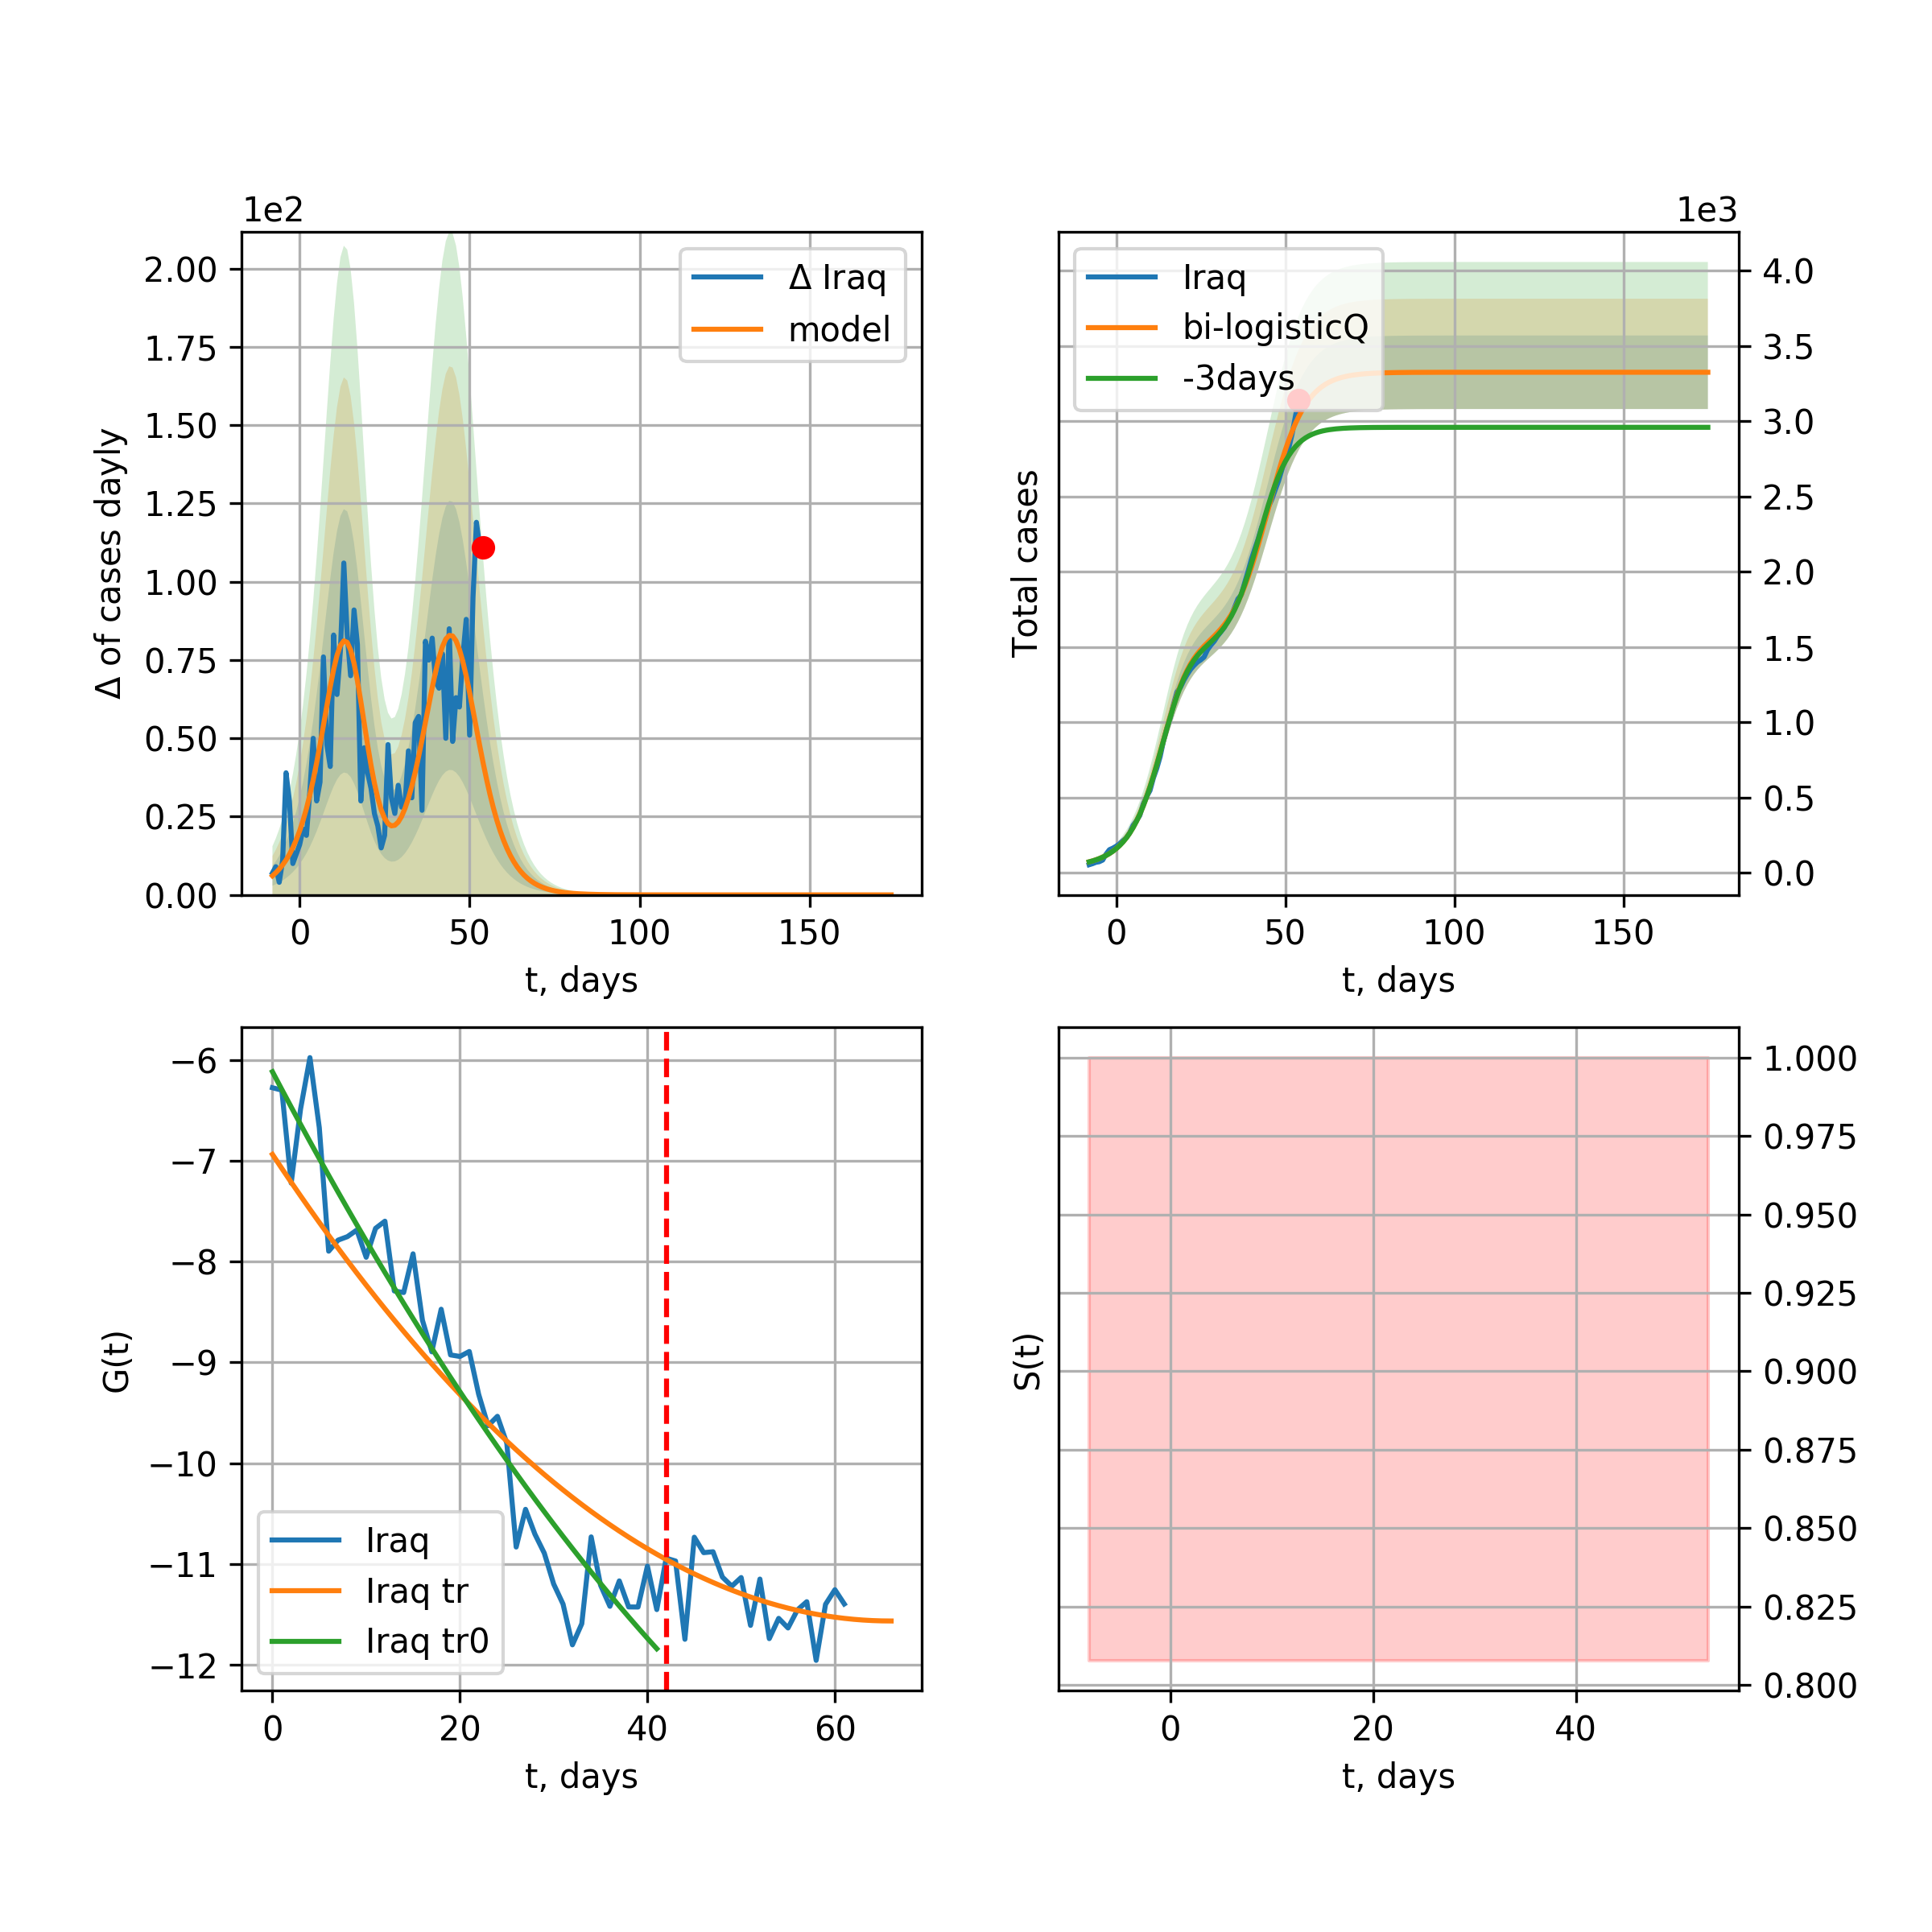 1e2
Δ of cases dayly
2.00
1.75
1.50
1.25
1.00
0.75
0.50
0.25
0.00
Δ Iraq
model
0 50 100 150
t, days
1e3
Total cases
Iraq
bi-logisticQ
-3days
4.0
3.5
3.0
2.5
2.0
1.5
1.0
0.5
0.0
0 50 100 150
t, days
G(t)
−6
−7
−8
−9
−10
−11
−12
Iraq
Iraq tr
Iraq tr0
0 20 40 60
t, days
S(t)
1.000
0.975
0.950
0.925
0.900
0.875
0.850
0.825
0.800
0 20 40
t, days